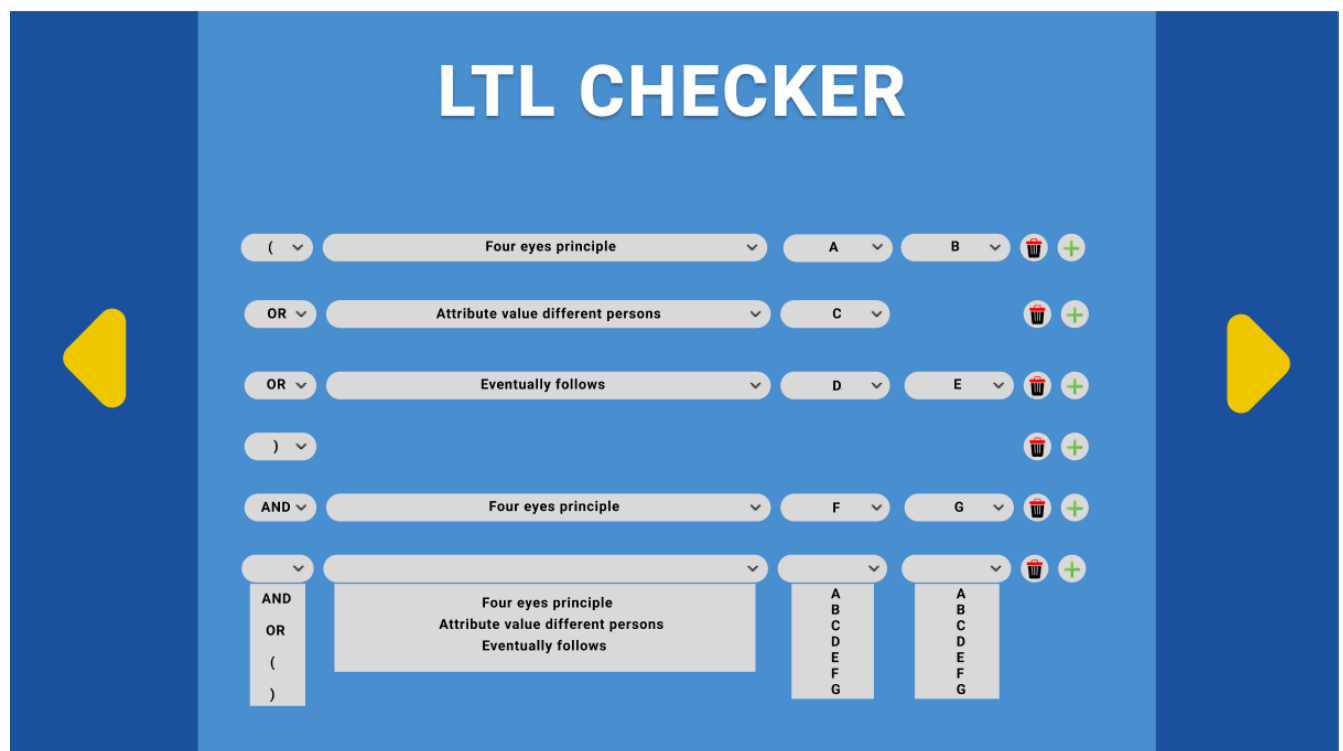 LTL CHECKER
( Four eyes principle A B
OR Attribute value different persons C
OR Eventually follows D E
)
AND Four eyes principle F G
AND
OR
(
)
Four eyes principle
Attribute value different persons
Eventually follows
A
B
C
D
E
F
G
A
B
C
D
E
F
G